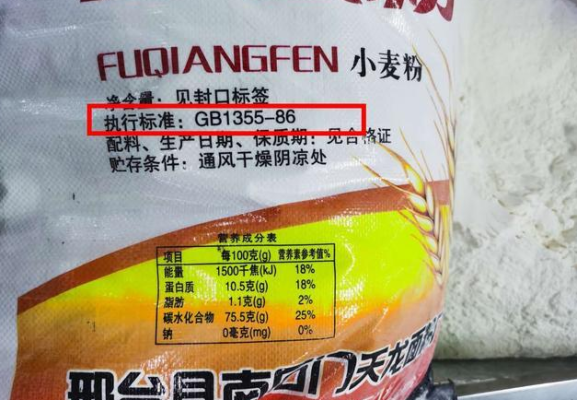 FUQIANGFEN 小麦粉
净含量：见封口标签
执行标准：GB1355-86
配料、生产日期、保质期：见合格证
贮存条件：通风干燥阴凉处
营养成分表
项目 每100克(g) 营养素参考值%
能量 1500千焦(kJ) 18%
蛋白质 10.5克(g) 18%
脂肪 1.1克(g) 2%
碳水化合物 75.5克(g) 25%
钠 0毫克(mg) 0%